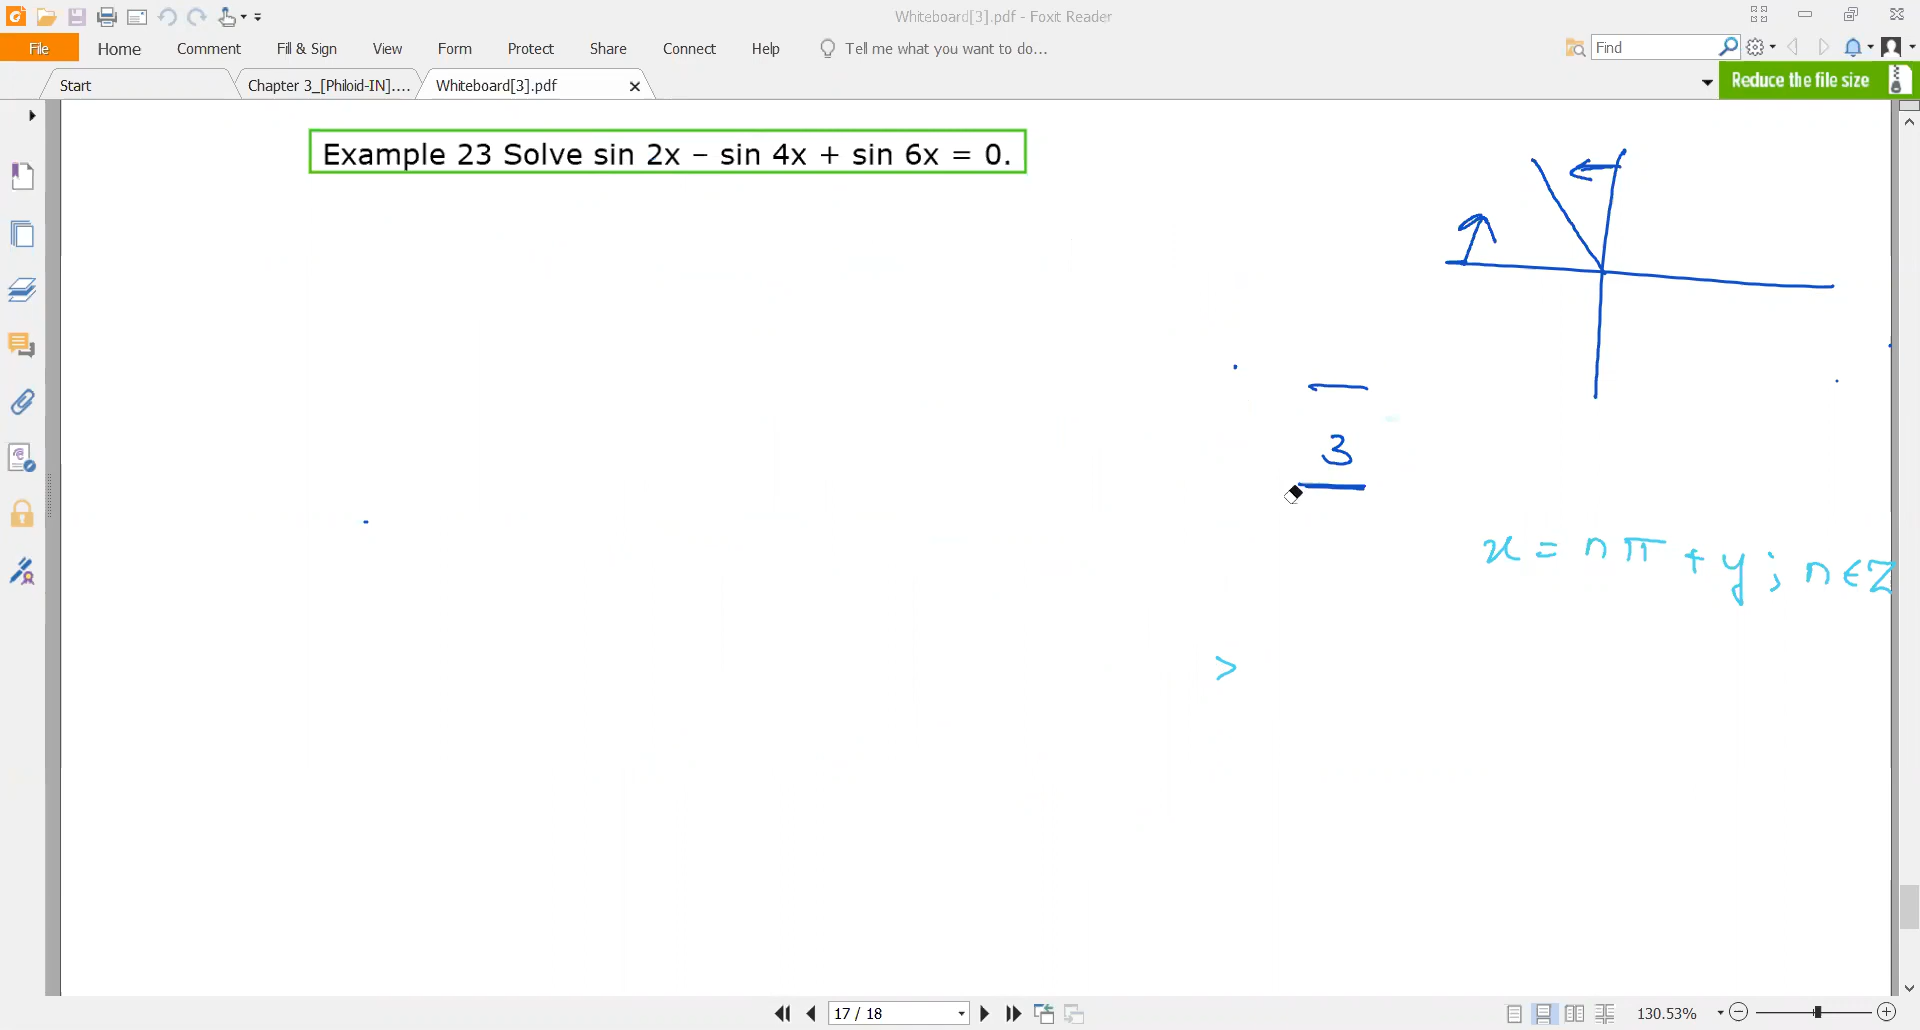 Whiteboard[3].pdf - Foxit Reader
File Home Comment Fill & Sign View Form Protect Share Connect Help Tell me what you want to do... Find
Start Chapter 3_[Philoid-IN].... Whiteboard[3].pdf Reduce the file size
Example 23 Solve sin 2x – sin 4x + sin 6x = 0.
3
x = nπ + y ; n ∈ Z
>
17 / 18 130.53%